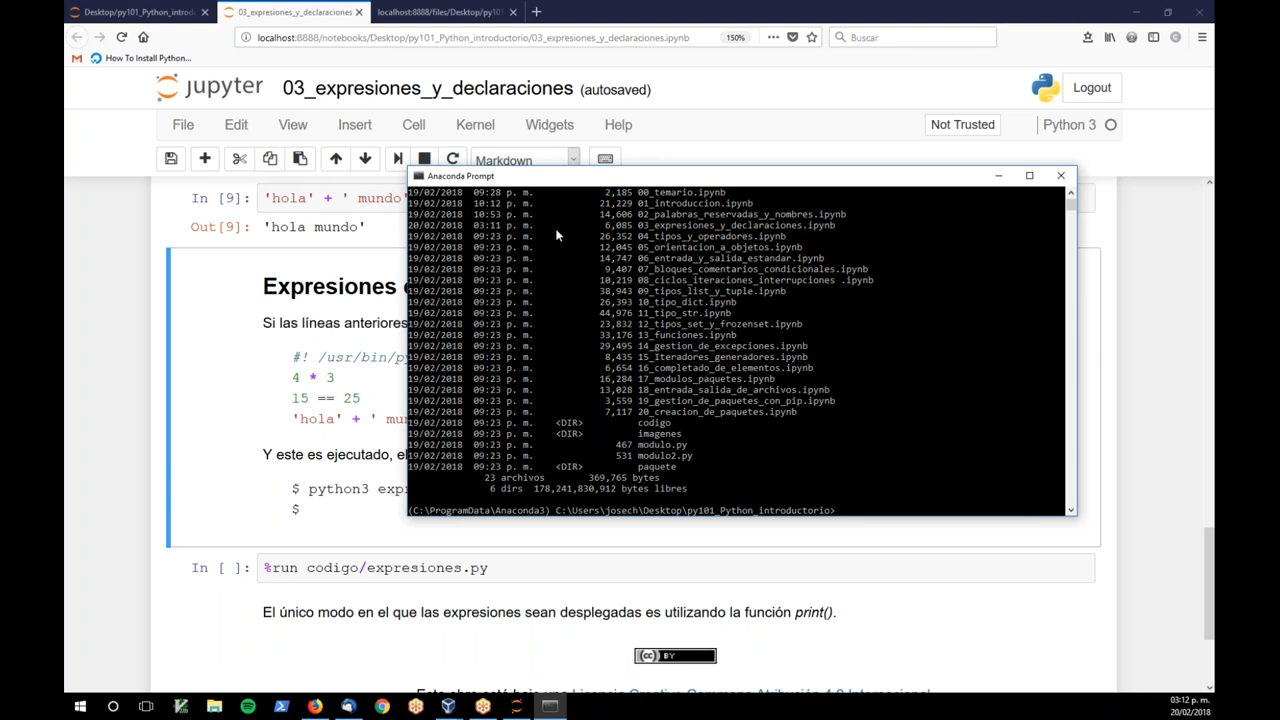 Desktop/py101_Python_introd
03_expresiones_y_declaraciones
localhost:8888/files/Desktop/py101
localhost:8888/notebooks/Desktop/py101_Python_introductorio/03_expresiones_y_declaraciones.ipynb
150%
Buscar
How To Install Python...
jupyter
03_expresiones_y_declaraciones (autosaved)
Logout
File Edit View Insert Cell Kernel Widgets Help
Not Trusted
Python 3
Markdown
In [9]: 'hola' + ' mundo'
Out[9]: 'hola mundo'
Expresiones
Si las líneas anteriores
#! /usr/bin/py
4 * 3
15 == 25
'hola' + ' mu
Y este es ejecutado, e
$ python3 exp
$
Anaconda Prompt
19/02/2018 09:28 p. m. 2,185 00_temario.ipynb
19/02/2018 10:12 p. m. 21,229 01_introduccion.ipynb
19/02/2018 10:53 p. m. 14,606 02_palabras_reservadas_y_nombres.ipynb
20/02/2018 03:11 p. m. 6,085 03_expresiones_y_declaraciones.ipynb
19/02/2018 09:23 p. m. 26,352 04_tipos_y_operadores.ipynb
19/02/2018 09:23 p. m. 12,045 05_orientacion_a_objetos.ipynb
19/02/2018 09:23 p. m. 14,747 06_entrada_y_salida_estandar.ipynb
19/02/2018 09:23 p. m. 9,407 07_bloques_comentarios_condicionales.ipynb
19/02/2018 09:23 p. m. 10,219 08_ciclos_iteraciones_interrupciones .ipynb
19/02/2018 09:23 p. m. 38,943 09_tipos_list_y_tuple.ipynb
19/02/2018 09:23 p. m. 26,393 10_tipo_dict.ipynb
19/02/2018 09:23 p. m. 44,976 11_tipo_str.ipynb
19/02/2018 09:23 p. m. 23,832 12_tipos_set_y_frozenset.ipynb
19/02/2018 09:23 p. m. 33,176 13_funciones.ipynb
19/02/2018 09:23 p. m. 29,495 14_gestion_de_excepciones.ipynb
19/02/2018 09:23 p. m. 8,435 15_Iteradores_generadores.ipynb
19/02/2018 09:23 p. m. 6,654 16_completado_de_elementos.ipynb
19/02/2018 09:23 p. m. 16,284 17_modulos_paquetes.ipynb
19/02/2018 09:23 p. m. 13,028 18_entrada_salida_de_archivos.ipynb
19/02/2018 09:23 p. m. 3,559 19_gestion_de_paquetes_con_pip.ipynb
19/02/2018 09:23 p. m. 7,117 20_creacion_de_paquetes.ipynb
19/02/2018 09:23 p. m. <DIR> codigo
19/02/2018 09:23 p. m. <DIR> imagenes
19/02/2018 09:23 p. m. 467 modulo.py
19/02/2018 09:23 p. m. 531 modulo2.py
19/02/2018 09:23 p. m. <DIR> paquete
23 archivos 369,765 bytes
6 dirs 178,241,830,912 bytes libres
(C:\ProgramData\Anaconda3) C:\Users\josech\Desktop\py101_Python_introductorio>
In [ ]: %run codigo/expresiones.py
El único modo en el que las expresiones sean desplegadas es utilizando la función print().
cc BY
Esta obra está bajo una Licencia Creative Commons Atribución 4.0 Internacional
03:12 p. m.
20/02/2018